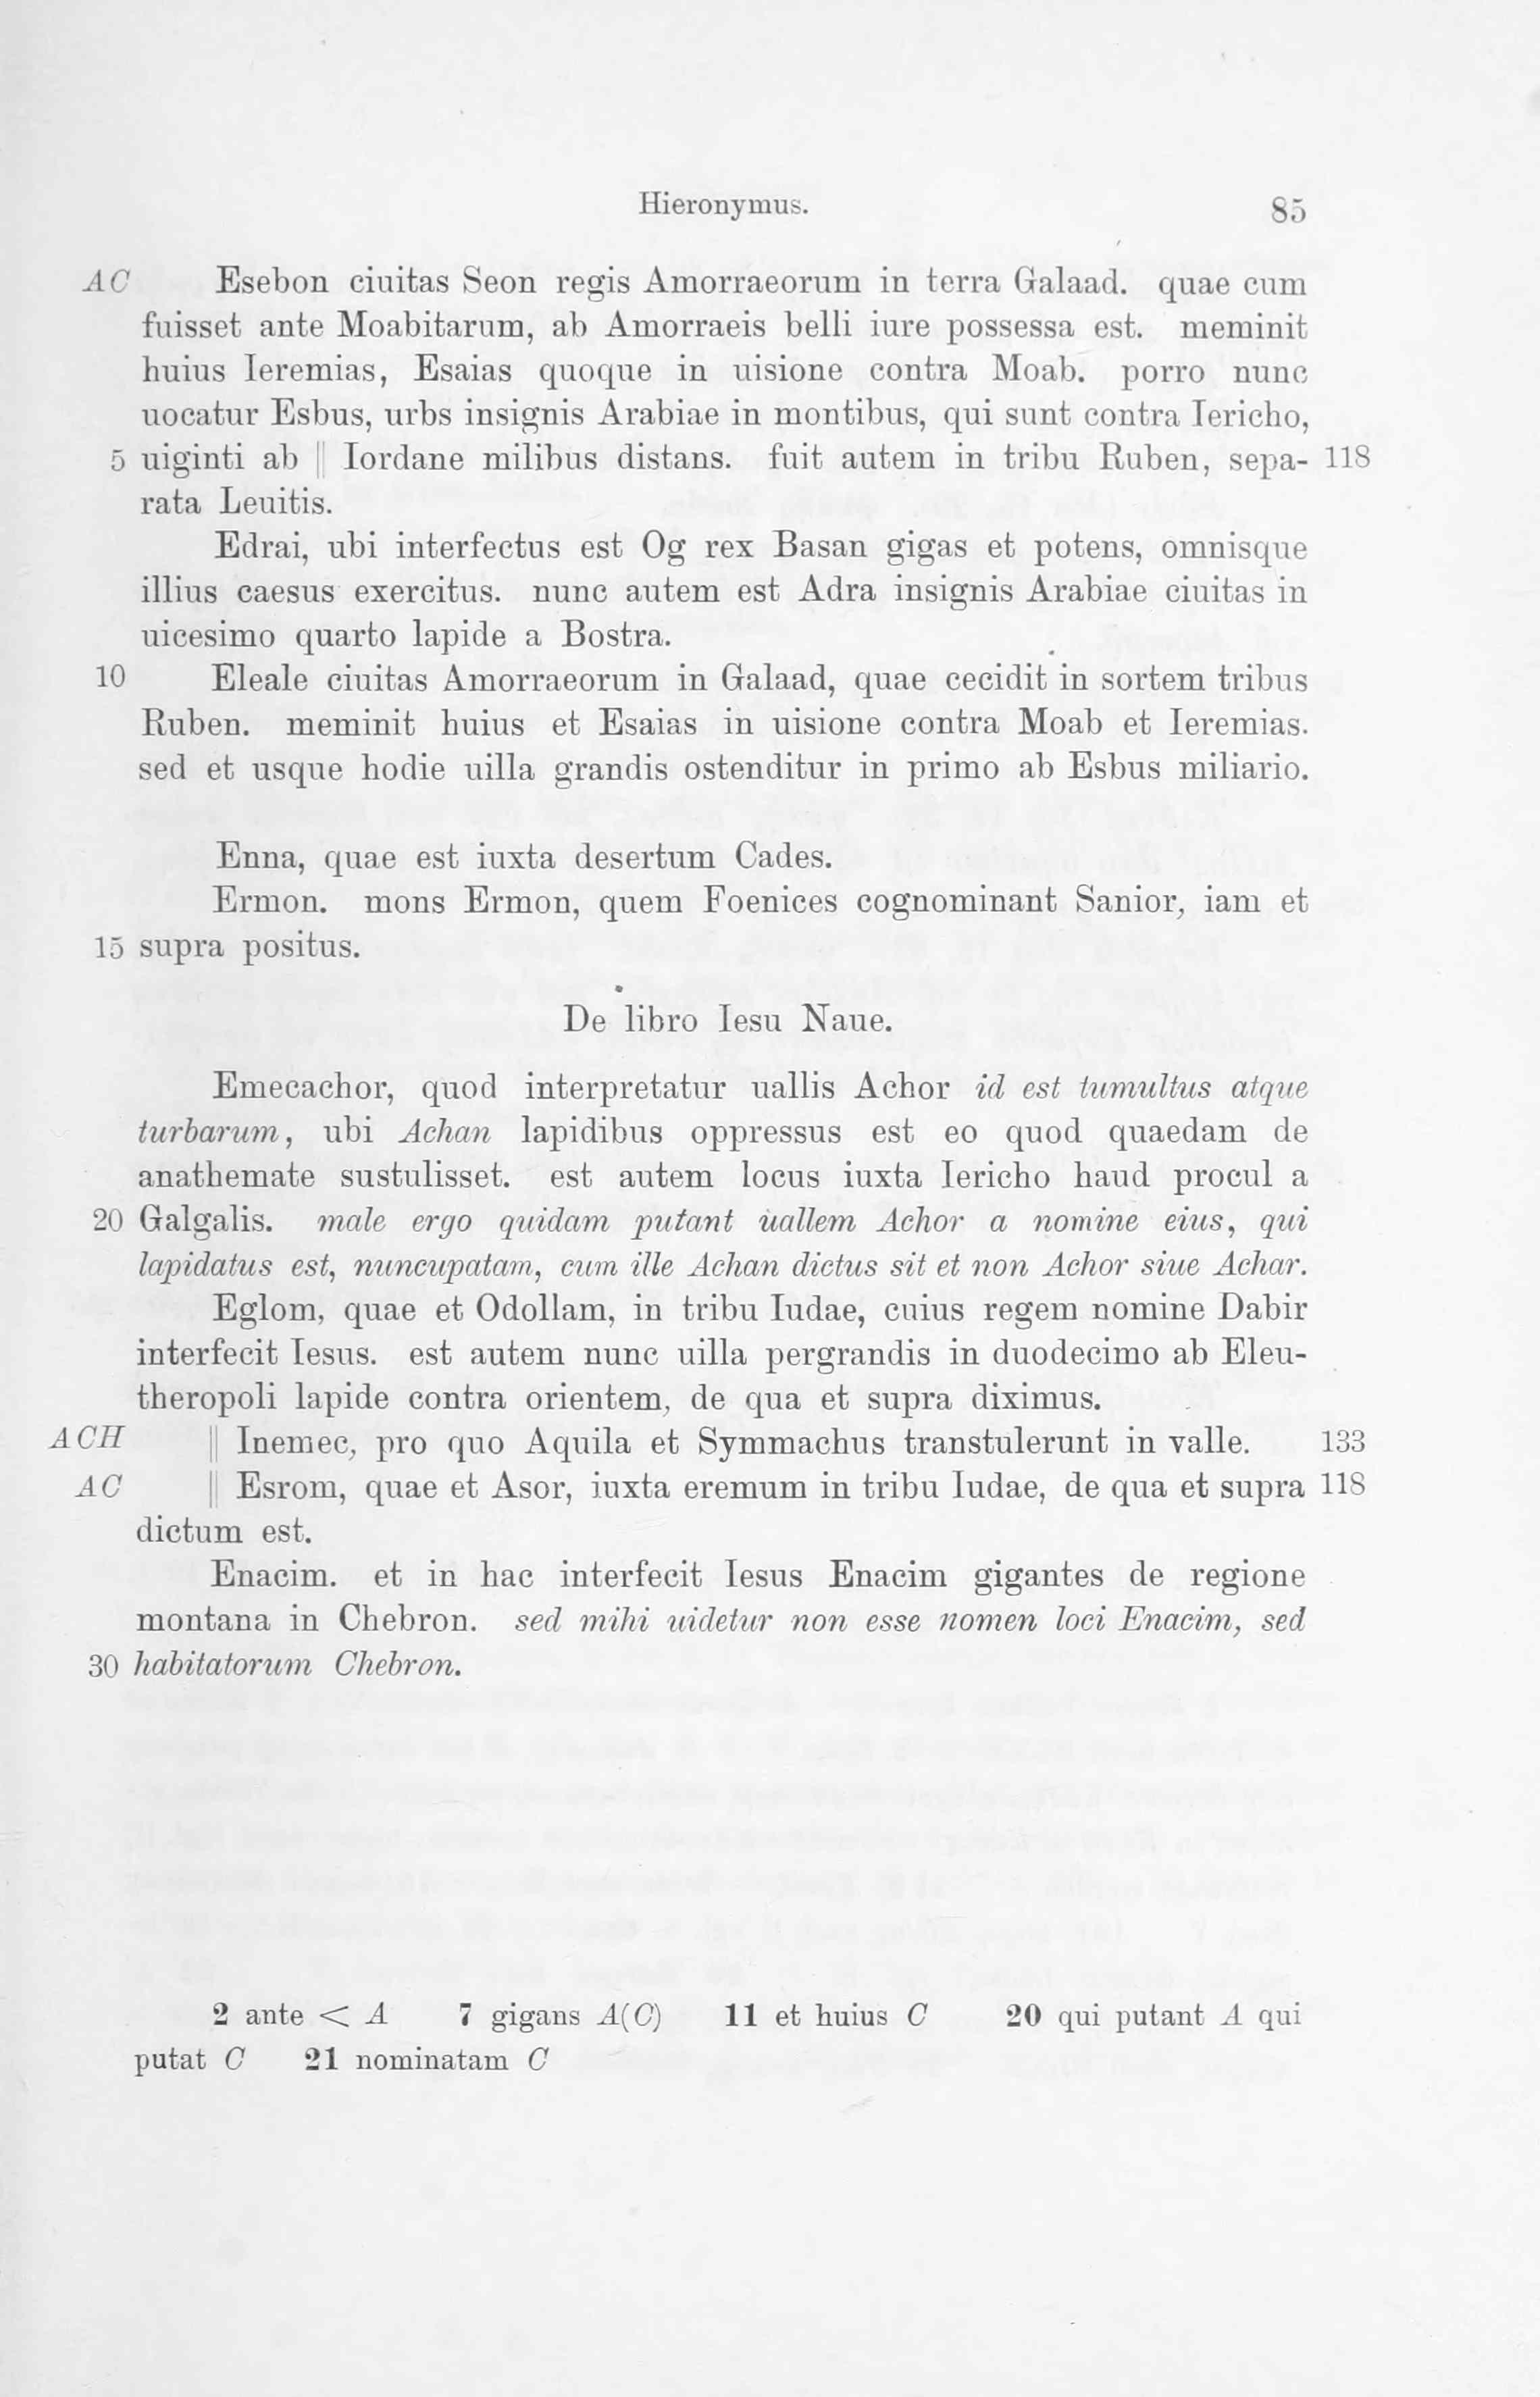 Hieronymus. 85
AC Esebon ciuitas Seon regis Amorraeorum in terra Galaad. quae cum
fuisset ante Moabitarum, ab Amorraeis belli iure possessa est. meminit
huius Ieremias, Esaias quoque in uisione contra Moab. porro nunc
uocatur Esbus, urbs insignis Arabiae in montibus, qui sunt contra Iericho,
5 uiginti ab || Iordane milibus distans. fuit autem in tribu Ruben, sepa- 118
rata Leuitis.
Edrai, ubi interfectus est Og rex Basan gigas et potens, omnisque
illius caesus exercitus. nunc autem est Adra insignis Arabiae ciuitas in
uicesimo quarto lapide a Bostra.
10 Eleale ciuitas Amorraeorum in Galaad, quae cecidit in sortem tribus
Ruben. meminit huius et Esaias in uisione contra Moab et Ieremias.
sed et usque hodie uilla grandis ostenditur in primo ab Esbus miliario.
Enna, quae est iuxta desertum Cades.
Ermon. mons Ermon, quem Foenices cognominant Sanior, iam et
15 supra positus.
De libro Iesu Naue.
Emecachor, quod interpretatur uallis Achor id est tumultus atque
turbarum, ubi Achan lapidibus oppressus est eo quod quaedam de
anathemate sustulisset. est autem locus iuxta Iericho haud procul a
20 Galgalis. male ergo quidam putant uallem Achor a nomine eius, qui
lapidatus est, nuncupatam, cum ille Achan dictus sit et non Achor siue Achar.
Eglom, quae et Odollam, in tribu Iudae, cuius regem nomine Dabir
interfecit Iesus. est autem nunc uilla pergrandis in duodecimo ab Eleu-
theropoli lapide contra orientem, de qua et supra diximus.
ACH || Inemec, pro quo Aquila et Symmachus transtulerunt in valle. 133
AC || Esrom, quae et Asor, iuxta eremum in tribu Iudae, de qua et supra 118
dictum est.
Enacim. et in hac interfecit Iesus Enacim gigantes de regione
montana in Chebron. sed mihi uidetur non esse nomen loci Enacim, sed
30 habitatorum Chebron.
2 ante < A 7 gigans A(C) 11 et huius C 20 qui putant A qui
putat C 21 nominatam C